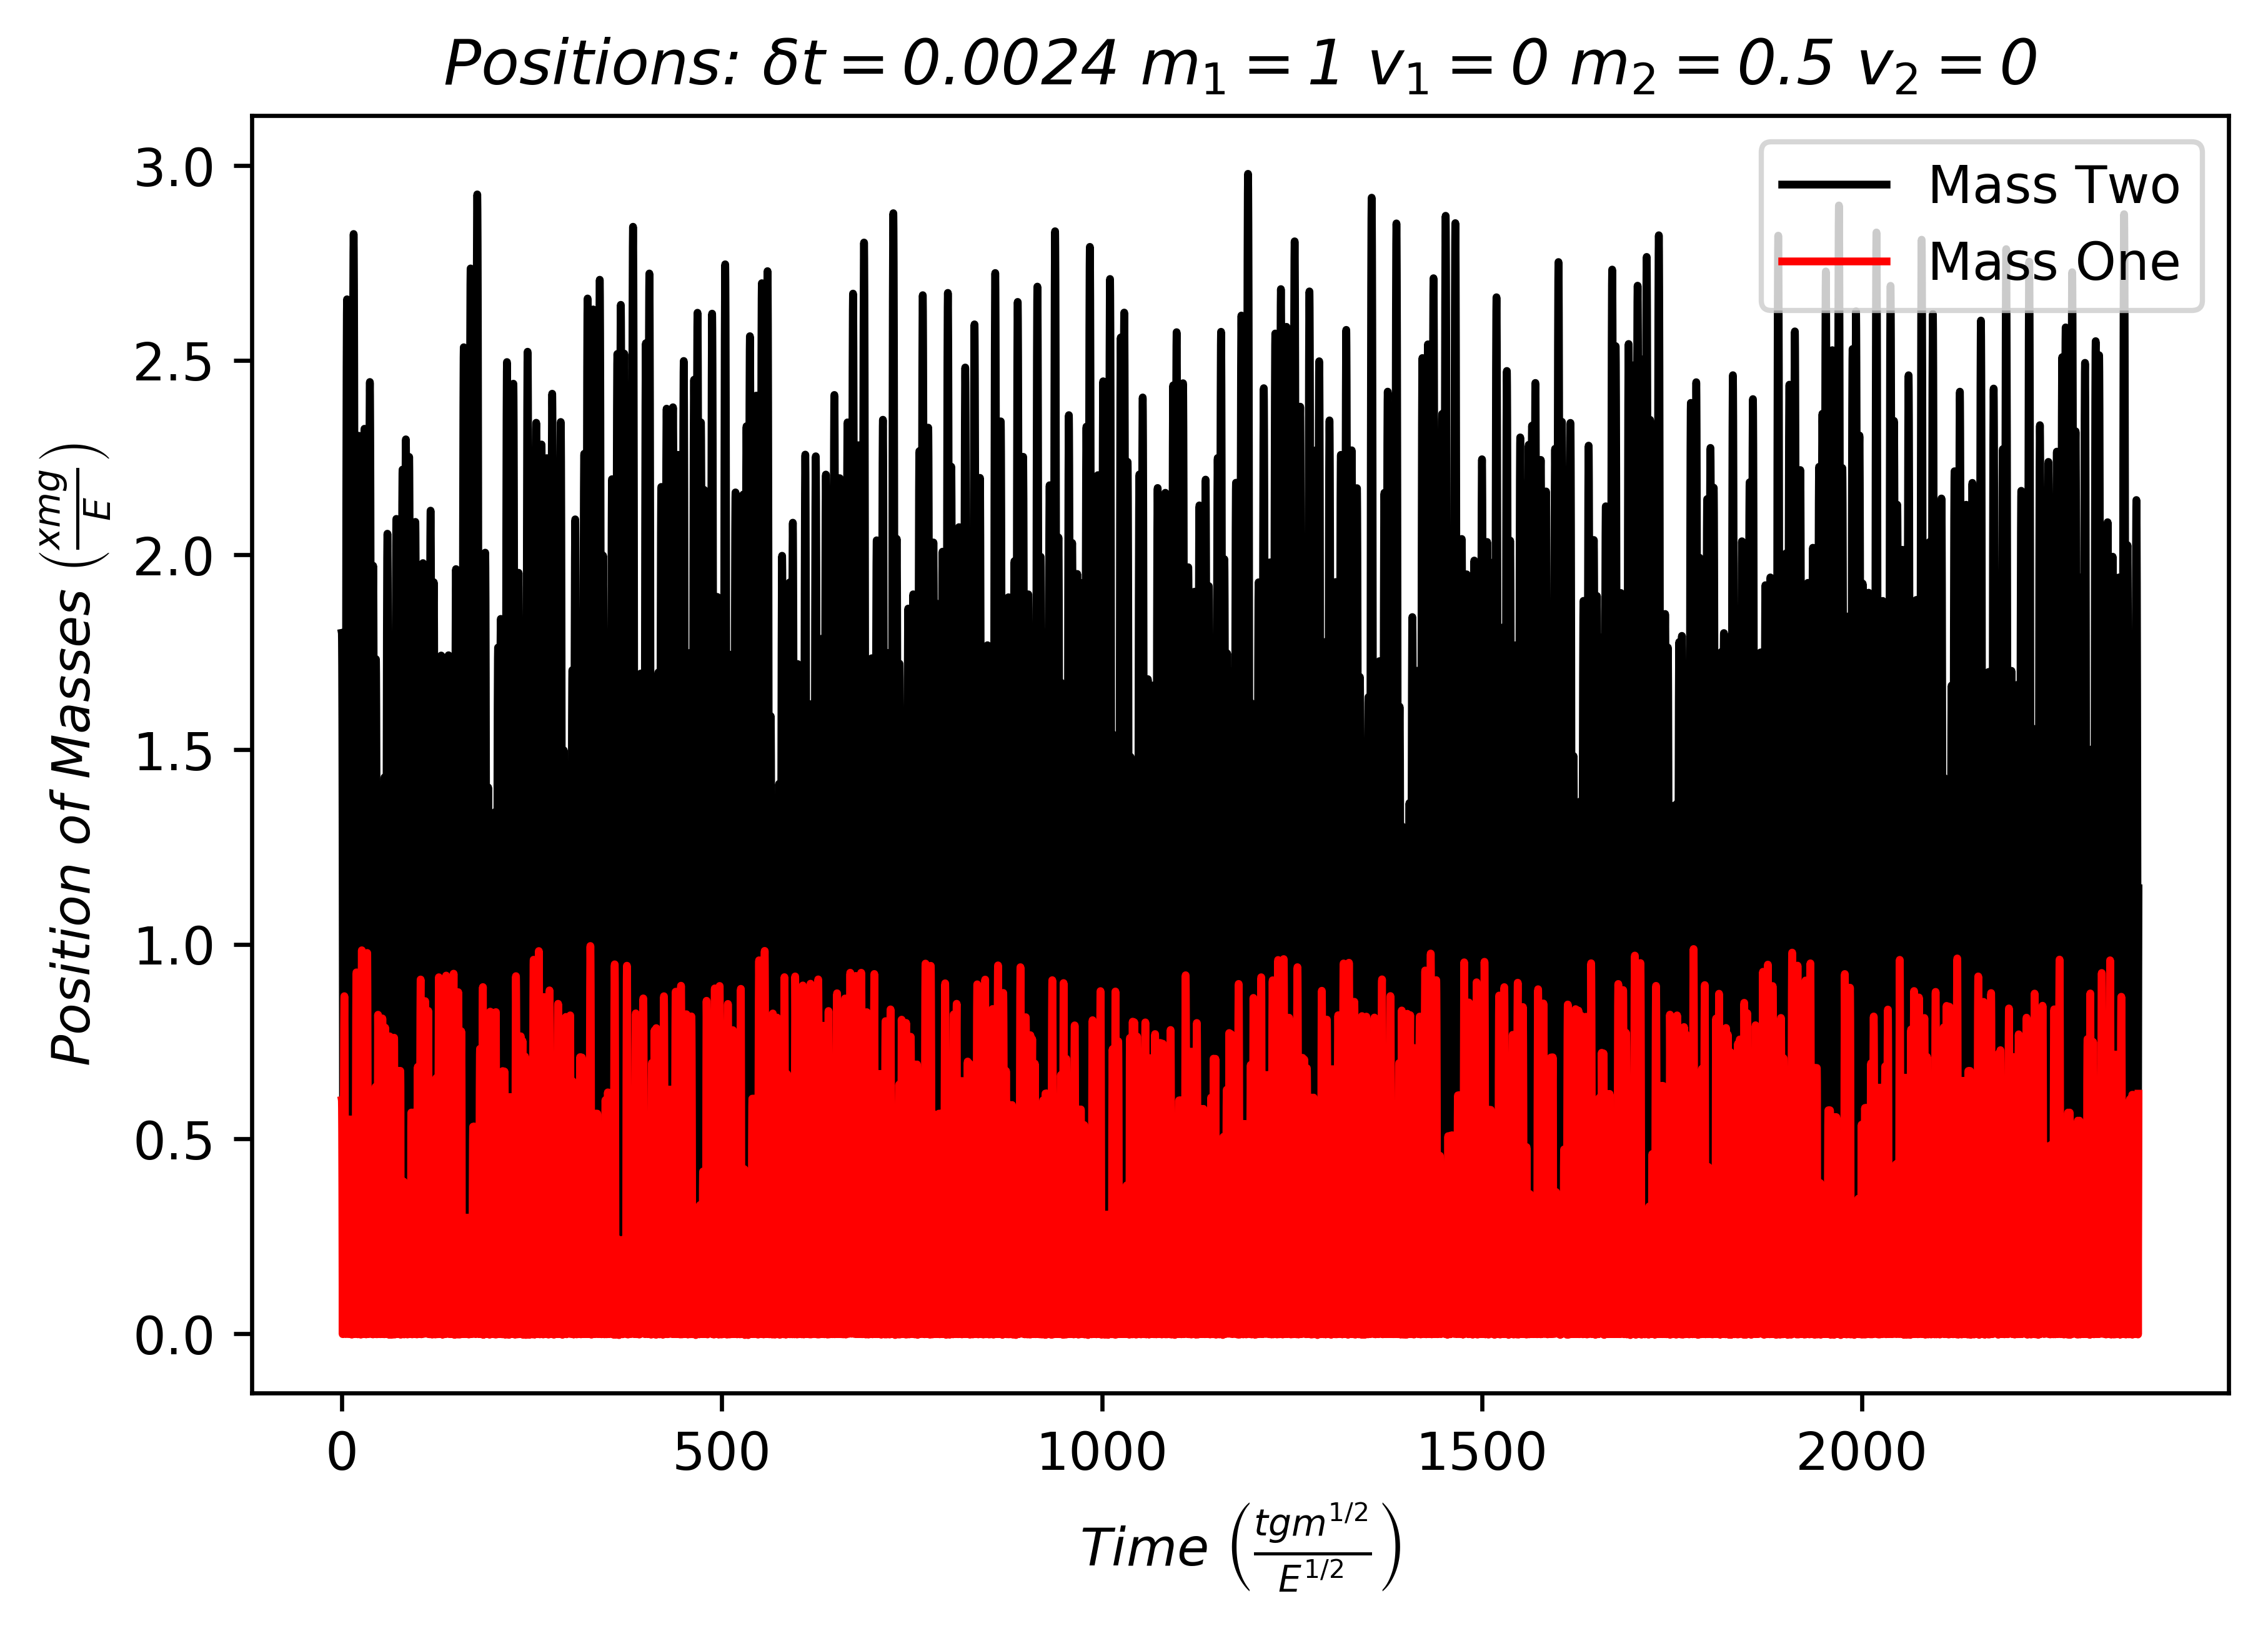 Positions: δt = 0.0024 m₁ = 1 v₁ = 0 m₂ = 0.5 v₂ = 0
Mass Two
Mass One
3.0
2.5
2.0
1.5
1.0
0.5
0.0
Position of Masses (xmg/E)
0 500 1000 1500 2000
Time (tgm^1/2/E^1/2)